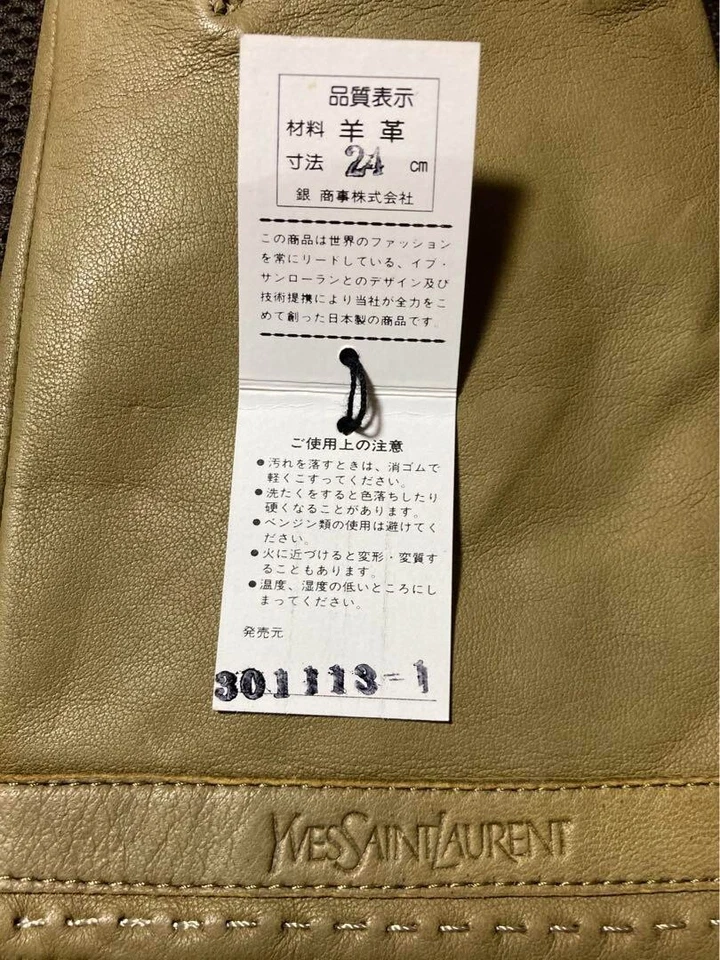 品質表示
材料 羊革
寸法 24 cm
銀 商事株式会社
この商品は世界のファッション
を常にリードしている、イブ・
サンローランとのデザイン及び
技術提携により当社が全力をこ
めて創った日本製の商品です。
ご使用上の注意
●汚れを落すときは、消ゴムで
軽くこすってください。
●洗たくをすると色落ちしたり
硬くなることがあります。
●ベンジン類の使用は避けてく
ださい。
●火に近づけると変形・変質す
ることもあります。
●温度、湿度の低いところにし
まってください。
発売元
301113-1
YVESSAINTLAURENT